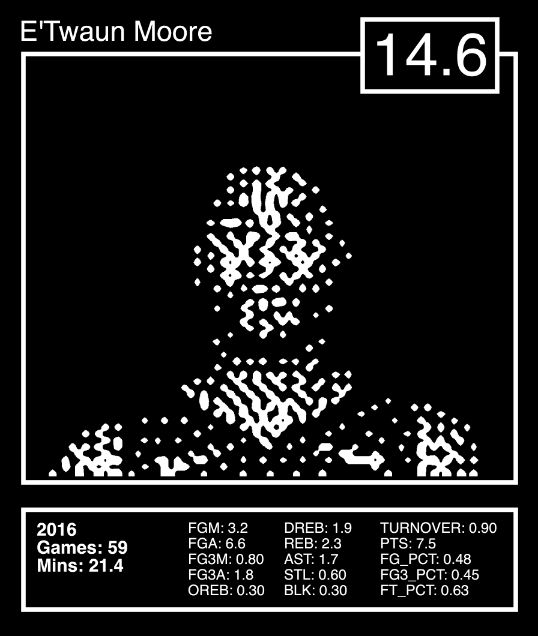 E'Twaun Moore
14.6
2016
Games: 59
Mins: 21.4
FGM: 3.2
FGA: 6.6
FG3M: 0.80
FG3A: 1.8
OREB: 0.30
DREB: 1.9
REB: 2.3
AST: 1.7
STL: 0.60
BLK: 0.30
TURNOVER: 0.90
PTS: 7.5
FG_PCT: 0.48
FG3_PCT: 0.45
FT_PCT: 0.63